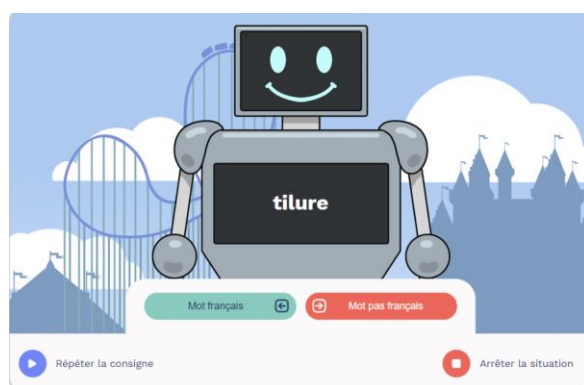 tilure
Mot français
Mot pas français
Répéter la consigne
Arrêter la situation